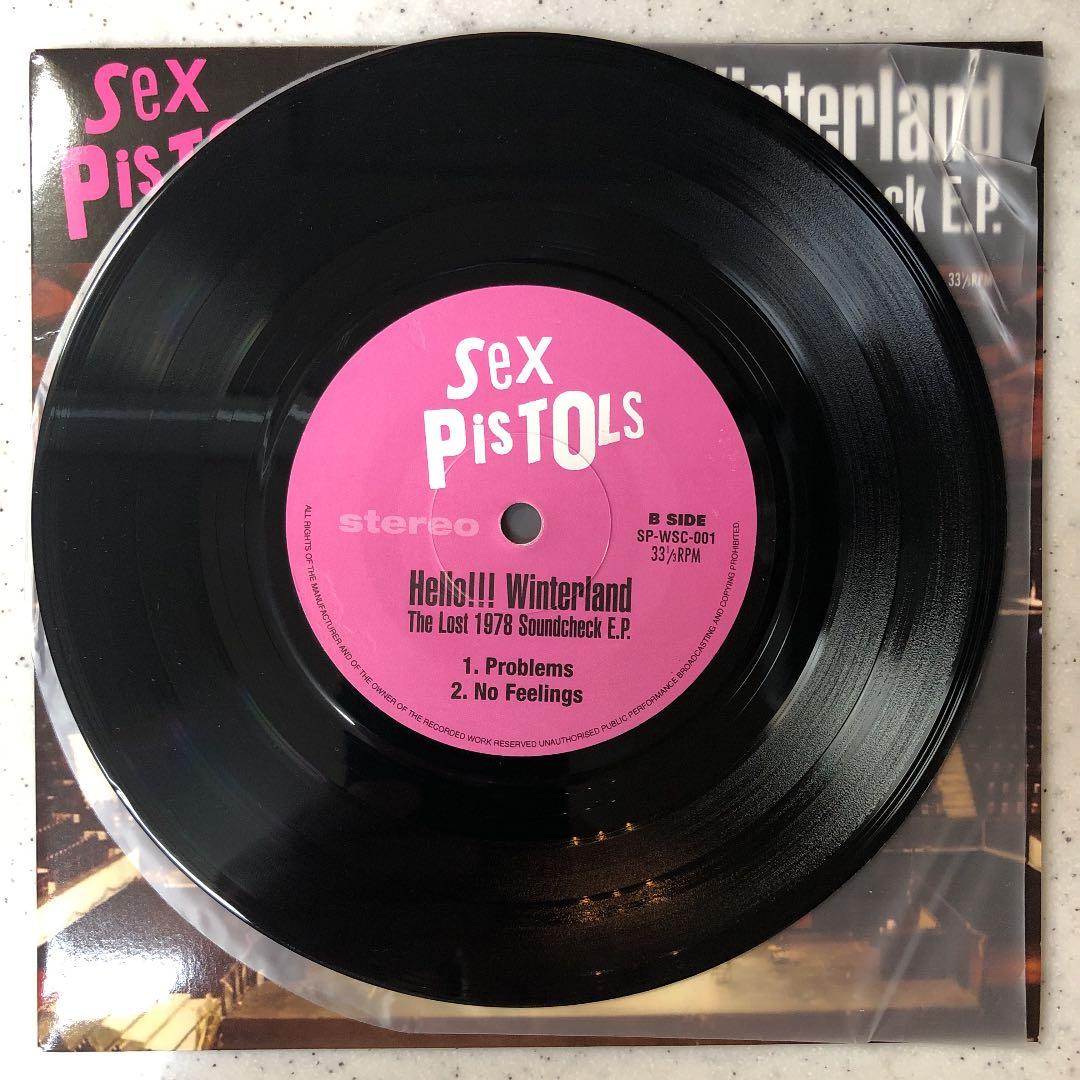 Sex
Pist
interland
ck E.P.
33⅓RPM
Sex
PiSTOLS
stereo
B SIDE
SP-WSC-001
33⅓RPM
Hello!!! Winterland
The Lost 1978 Soundcheck E.P.
1. Problems
2. No Feelings
ALL RIGHTS OF THE MANUFACTURER AND OF THE OWNER OF THE RECORDED WORK RESERVED UNAUTHORISED PUBLIC PERFORMANCE BROADCASTING AND COPYING PROHIBITED.